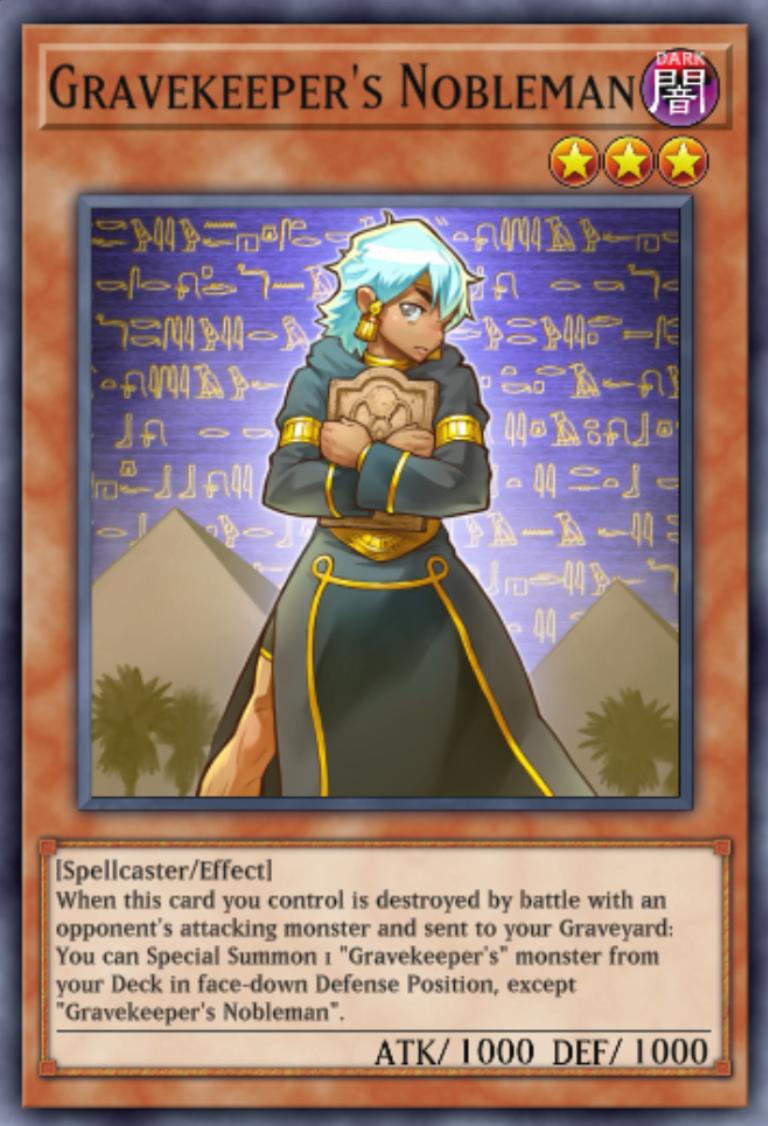 GRAVEKEEPER'S NOBLEMAN
DARK
闇
[Spellcaster/Effect]
When this card you control is destroyed by battle with an
opponent's attacking monster and sent to your Graveyard:
You can Special Summon 1 "Gravekeeper's" monster from
your Deck in face-down Defense Position, except
"Gravekeeper's Nobleman".
ATK/ 1000 DEF/ 1000